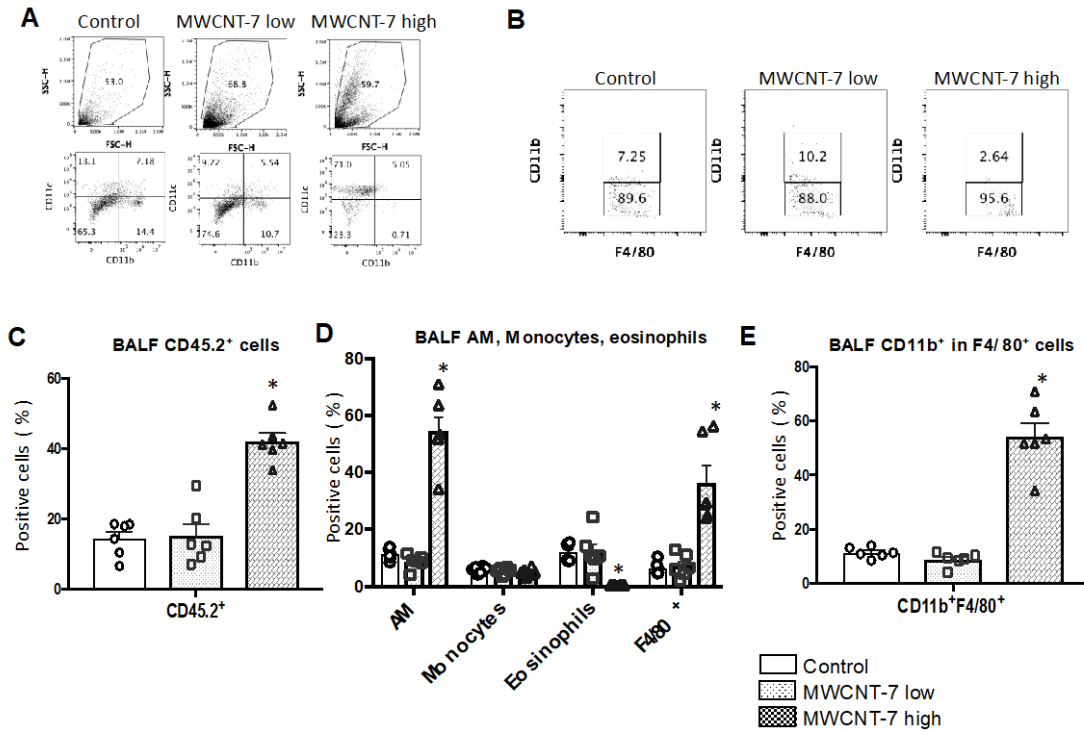 A
Control
MWCNT-7 low
MWCNT-7 high
SSC-H
SSC-H
SSC-H
53.0
68.8
59.7
FSC-H
FSC-H
FSC-H
13.1
7.18
9.22
5.54
71.0
5.05
CD11c
CD11c
CD11c
65.3
14.4
74.6
10.7
23.3
0.71
CD11b
CD11b
CD11b
B
Control
MWCNT-7 low
MWCNT-7 high
CD11b
CD11b
CD11b
7.25
10.2
2.64
89.6
88.0
95.6
F4/80
F4/80
F4/80
C
BALF CD45.2⁺ cells
Positive cells ( % )
60
40
20
0
*
CD45.2⁺
D
BALF AM, Monocytes, eosinophils
Positive cells ( % )
80
60
40
20
0
*
*
*
AM
Monocytes
Eosinophils
F4/80 ⁺
E
BALF CD11b⁺ in F4/ 80⁺ cells
Positive cells ( % )
80
60
40
20
0
*
CD11b⁺F4/80⁺
Control
MWCNT-7 low
MWCNT-7 high